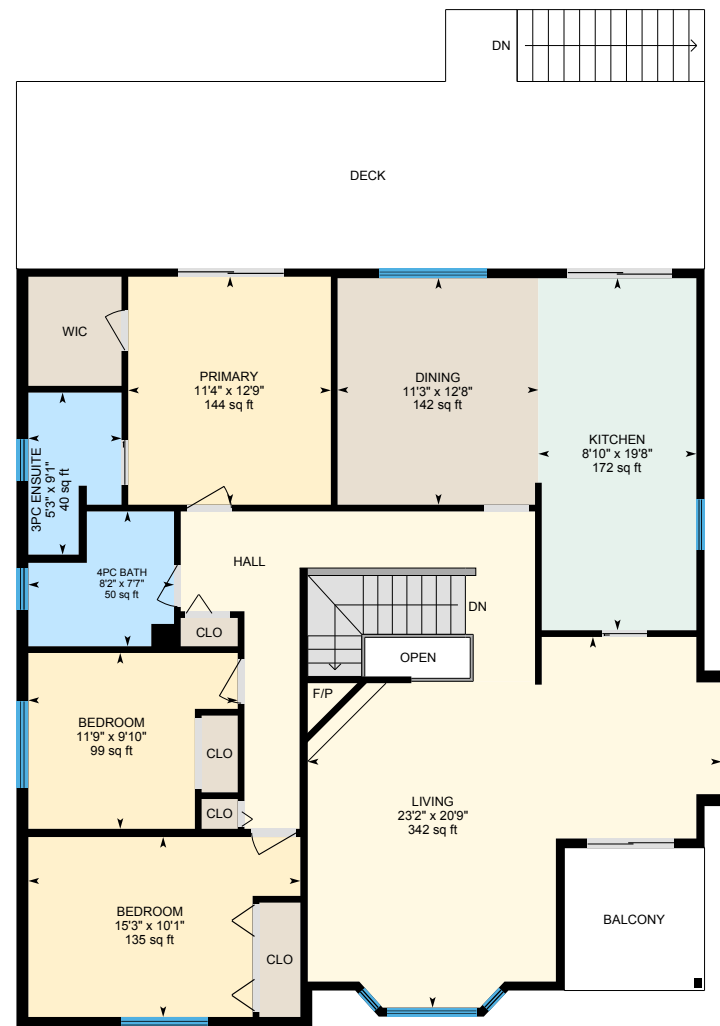 DN
DECK
WIC
PRIMARY
11'4" x 12'9"
144 sq ft
DINING
11'3" x 12'8"
142 sq ft
KITCHEN
8'10" x 19'8"
172 sq ft
3PC ENSUITE
5'3" x 9'1"
40 sq ft
4PC BATH
8'2" x 7'7"
50 sq ft
HALL
DN
CLO
OPEN
F/P
BEDROOM
11'9" x 9'10"
99 sq ft
CLO
CLO
LIVING
23'2" x 20'9"
342 sq ft
BEDROOM
15'3" x 10'1"
135 sq ft
CLO
BALCONY